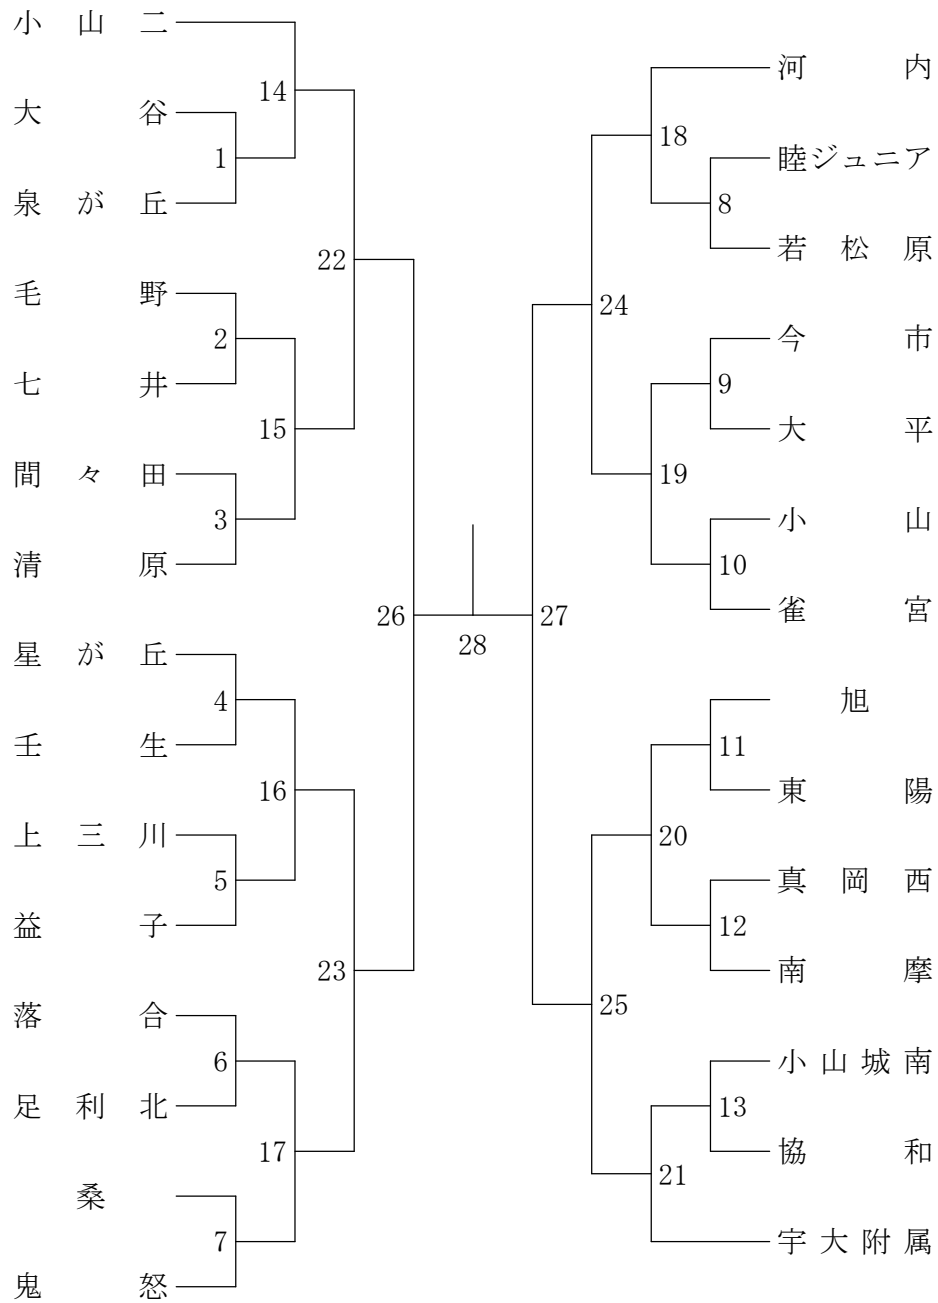 小山二
14
大谷
1
泉が丘
22
毛野
2
七井
15
間々田
3
清原
26
星が丘
4
壬生
16
上三川
5
益子
23
落合
6
足利北
17
桑
7
鬼怒
28
河内
18
睦ジュニア
8
若松原
24
今市
9
大平
19
小山
10
雀宮
27
旭
11
東陽
20
真岡西
12
南摩
25
小山城南
13
協和
21
宇大附属